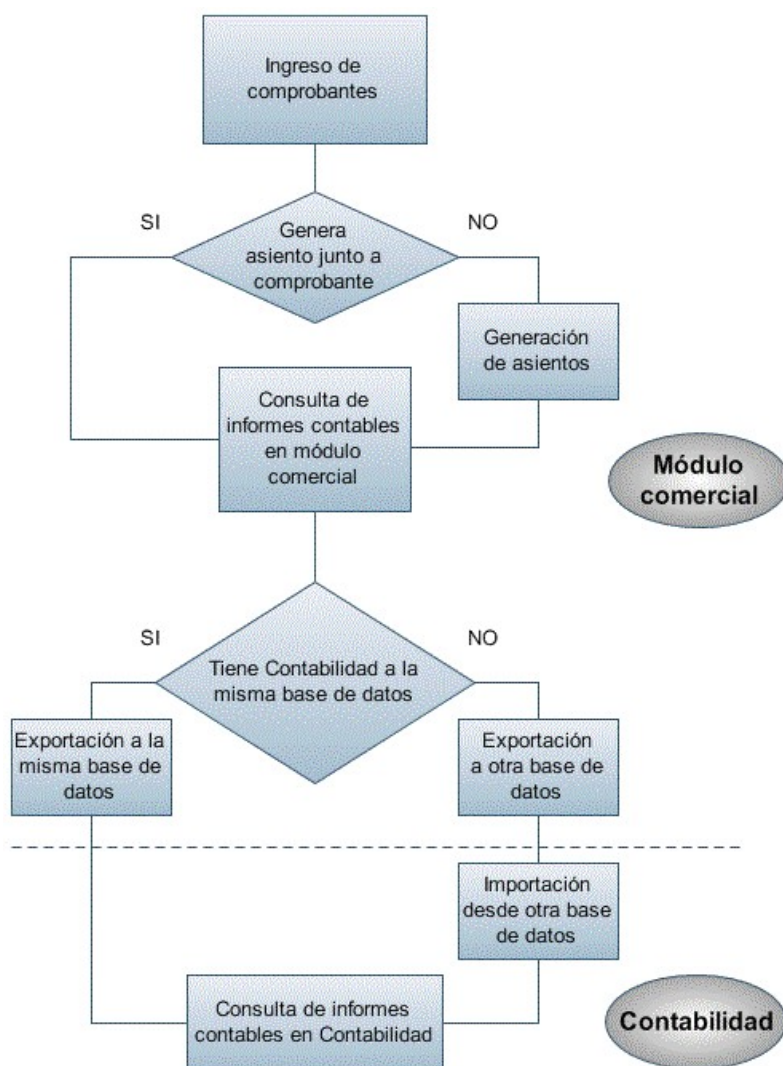 Ingreso de
comprobantes
SI
NO
Genera
asiento junto a
comprobante
Generación
de asientos
Consulta de
informes contables
en módulo
comercial
Módulo
comercial
SI
NO
Tiene Contabilidad a la
misma base de datos
Exportación a la
misma base de
datos
Exportación
a otra base de
datos
Importación
desde otra base
de datos
Consulta de informes
contables en Contabilidad
Contabilidad